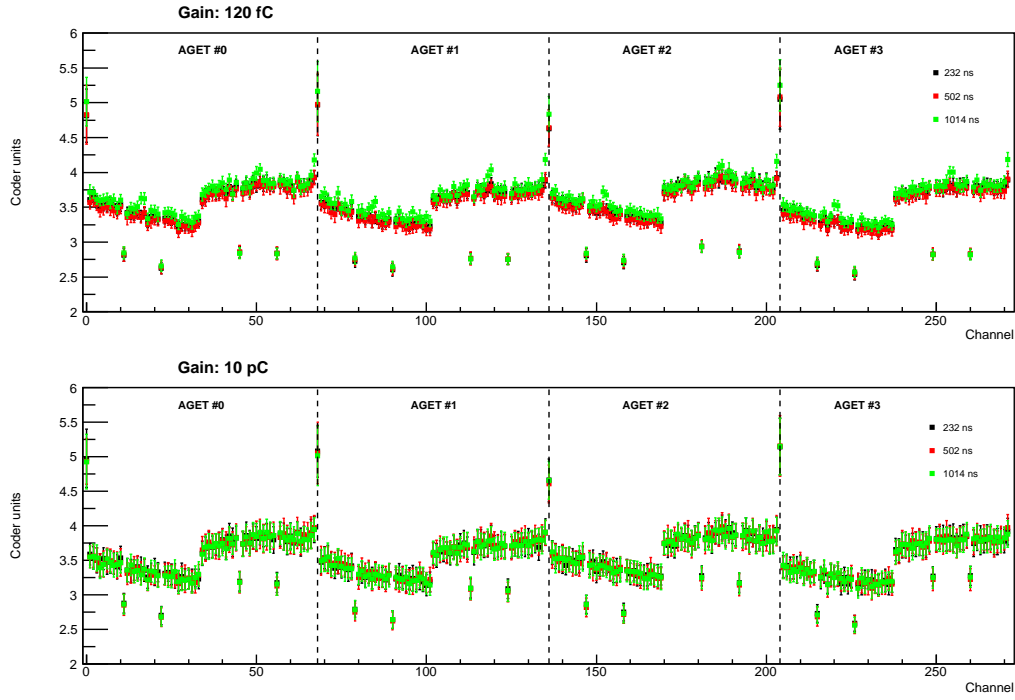 Gain: 120 fC
6
AGET #0 AGET #1 AGET #2 AGET #3
5.5
232 ns
5
502 ns
1014 ns
4.5
Coder units
4
3.5
3
2.5
2
0 50 100 150 200 250
Channel
Gain: 10 pC
6
AGET #0 AGET #1 AGET #2 AGET #3
5.5
232 ns
5
502 ns
1014 ns
4.5
Coder units
4
3.5
3
2.5
2
0 50 100 150 200 250
Channel